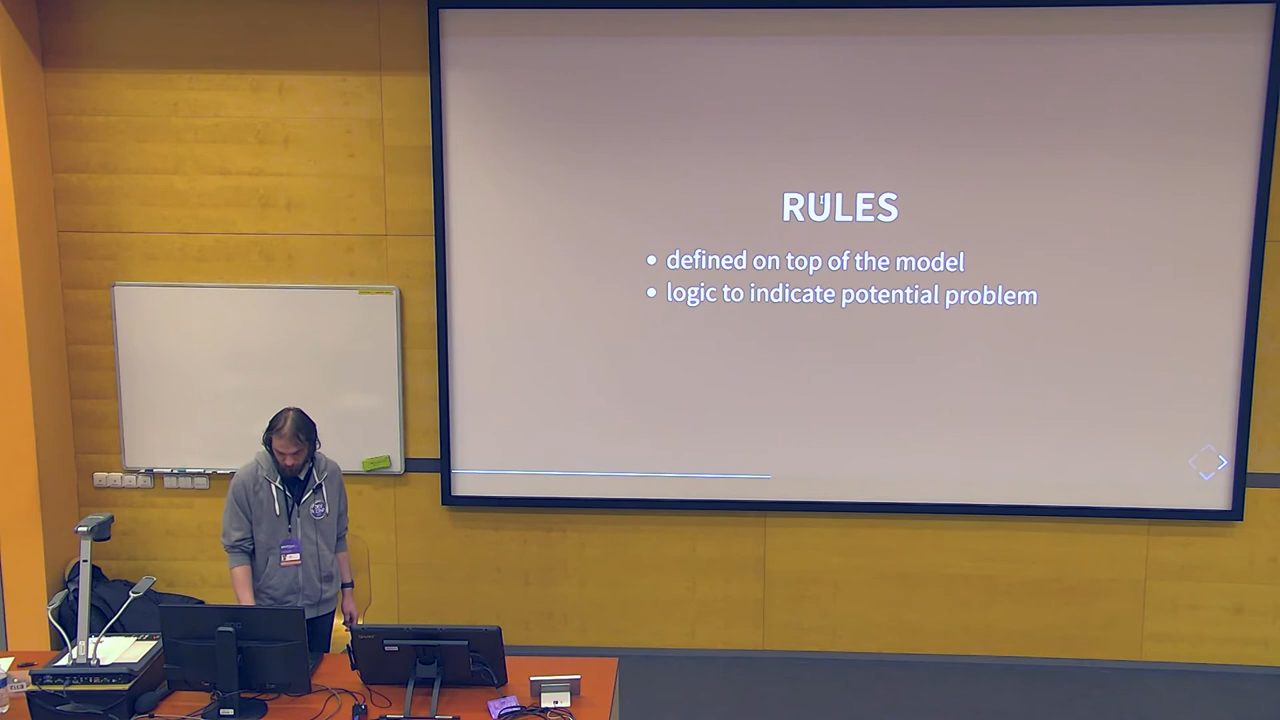 RULES
• defined on top of the model
• logic to indicate potential problem